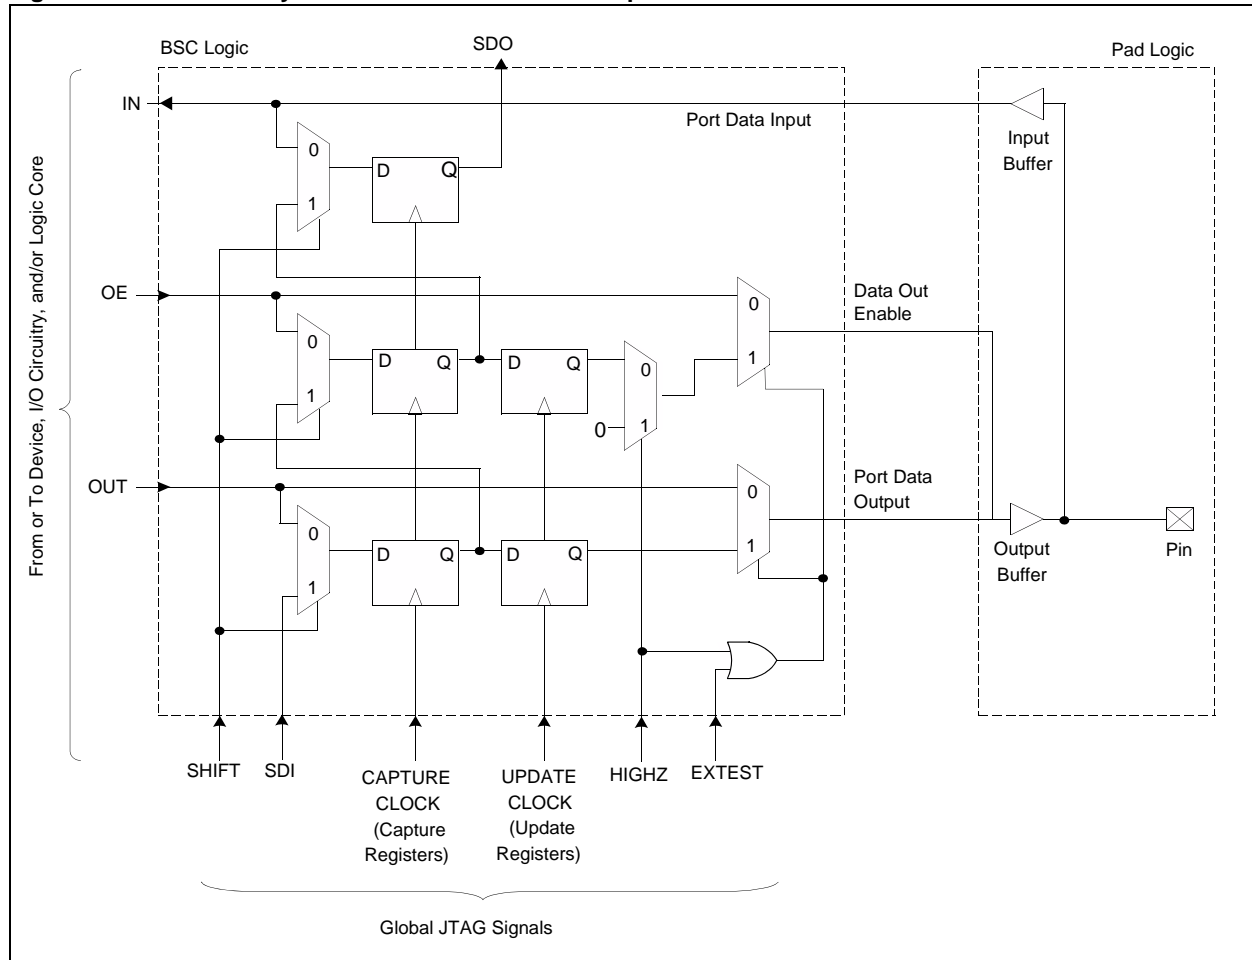 BSC Logic
SDO
Pad Logic
IN
Port Data Input
Input
Buffer
0
1
D
Q
From or To Device, I/O Circuitry, and/or Logic Core
OE
0
1
D
Q
D
Q
0
0
1
0
1
Data Out
Enable
OUT
0
1
D
Q
D
Q
0
1
Port Data
Output
Output
Buffer
Pin
SHIFT
SDI
CAPTURE
CLOCK
(Capture
Registers)
UPDATE
CLOCK
(Update
Registers)
HIGHZ
EXTEST
Global JTAG Signals